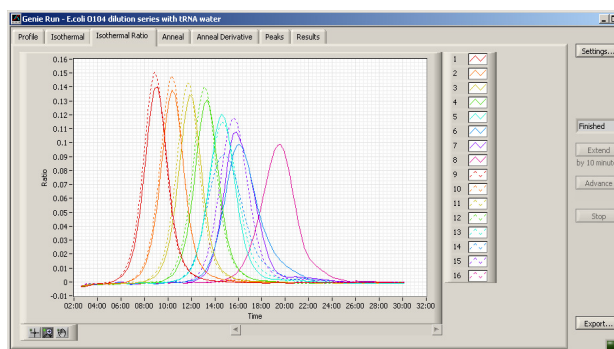 Genie Run - E.coli O104 dilution series with tRNA water
Profile Isothermal Isothermal Ratio Anneal Anneal Derivative Peaks Results
Settings...
Finished
Extend
by 10 minute
Advance
Stop
Export...
Ratio
0.16
0.15
0.14
0.13
0.12
0.11
0.1
0.09
0.08
0.07
0.06
0.05
0.04
0.03
0.02
0.01
0
-0.01
02:00 04:00 06:00 08:00 10:00 12:00 14:00 16:00 18:00 20:00 22:00 24:00 26:00 28:00 30:00 32:00
Time
1
2
3
4
5
6
7
8
9
10
11
12
13
14
15
16